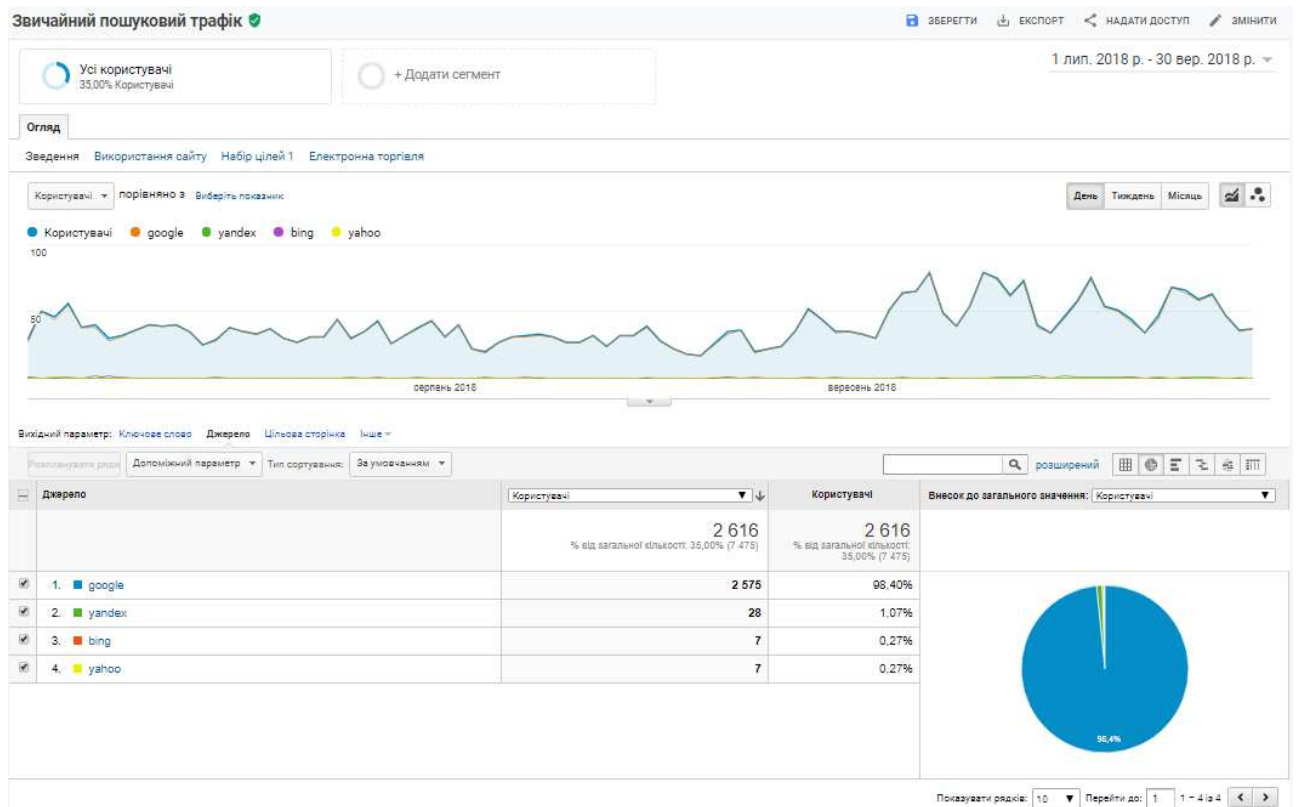 Звичайний пошуковий трафік
ЗБЕРЕГТИ ЕКСПОРТ НАДАТИ ДОСТУП ЗМІНИТИ
Усі користувачі
35,00% Користувачі
+ Додати сегмент
1 лип. 2018 р. - 30 вер. 2018 р.
Огляд
Зведення Використання сайту Набір цілей 1 Електронна торгівля
Користувачі порівняно з Виберіть показник
День Тиждень Місяць
Користувачі google yandex bing yahoo
100
50
серпень 2018 вересень 2018
Вихідний параметр: Ключове слово Джерело Цільова сторінка Інше
Допоміжний параметр Тип сортування: За умовчанням розширений
Джерело Користувачі Користувачі Внесок до загального значення: Користувачі
2 616 2 616
% від загальної кількості: 35,00% (7 475) % від загальної кількості:
35,00% (7 475)
1. google 2 575 98,40%
2. yandex 28 1,07%
3. bing 7 0,27%
4. yahoo 7 0,27%
98,4%
Показувати рядків: 10 Перейти до: 1 1 – 4 із 4